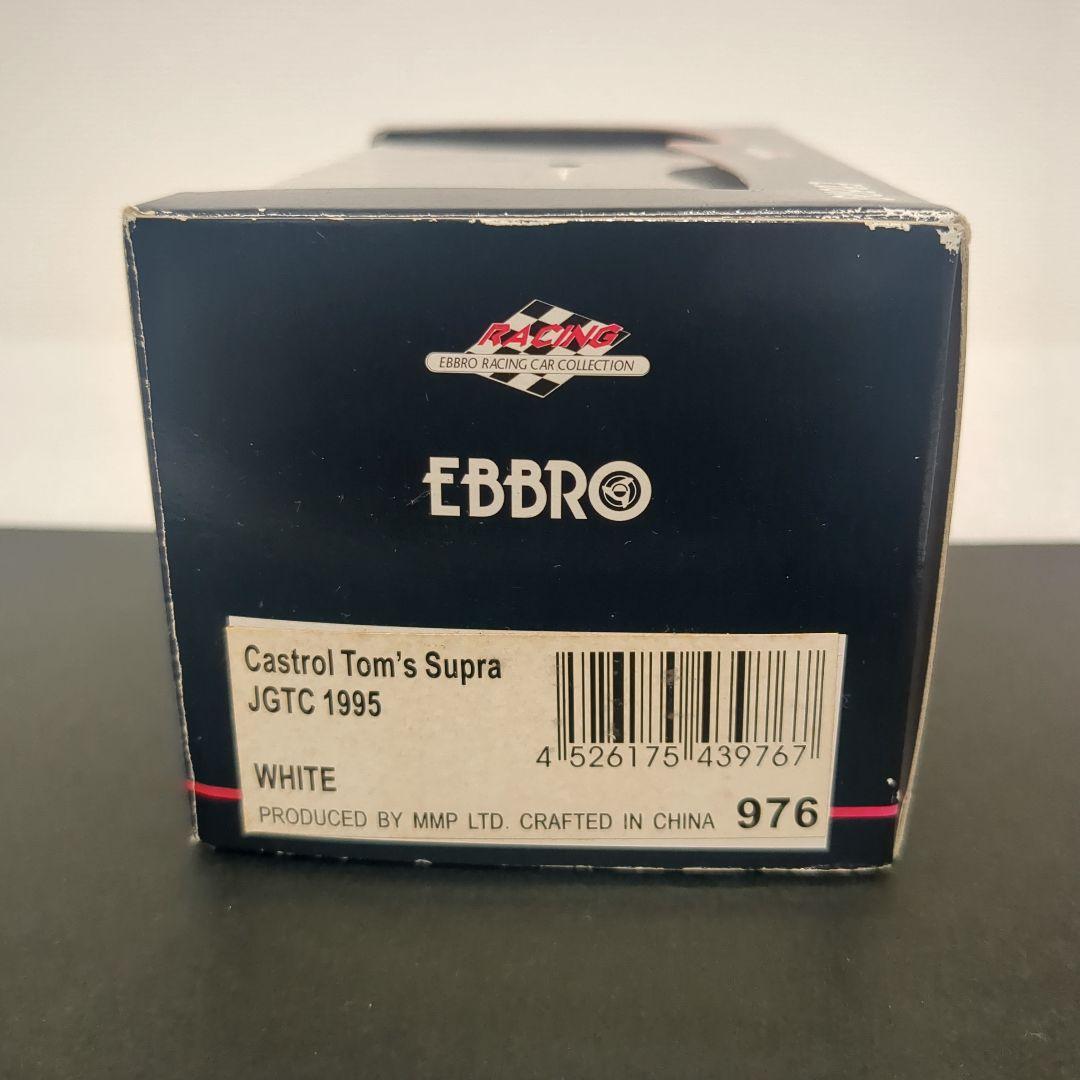 RACING
EBBRO RACING CAR COLLECTION
EBBRO
Castrol Tom's Supra
JGTC 1995
4 526175 439767
WHITE
PRODUCED BY MMP LTD. CRAFTED IN CHINA 976